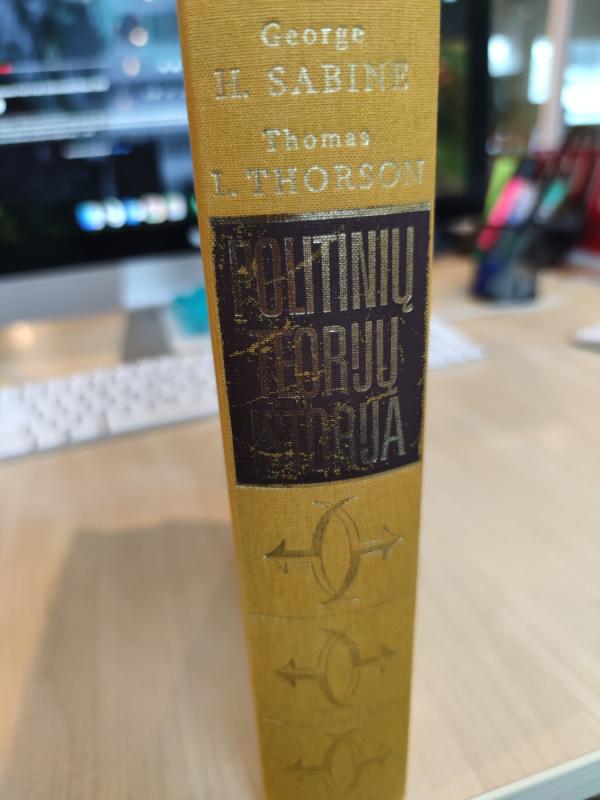 George
H. SABINE
Thomas
L. THORSON
POLITINIŲ
TEORIJŲ
ISTORIJA